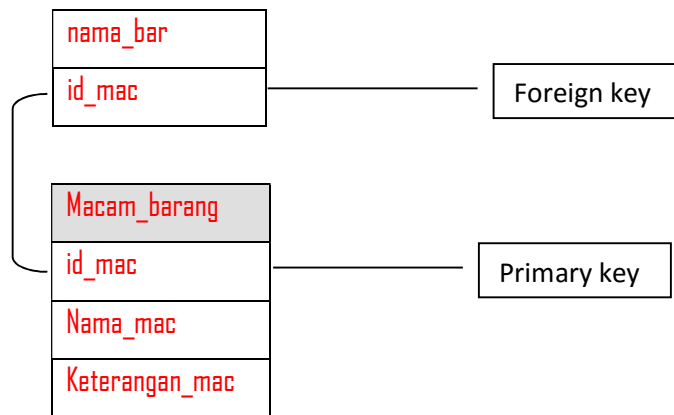 nama_bar
id_mac
Foreign key
Macam_barang
id_mac
Primary key
Nama_mac
Keterangan_mac